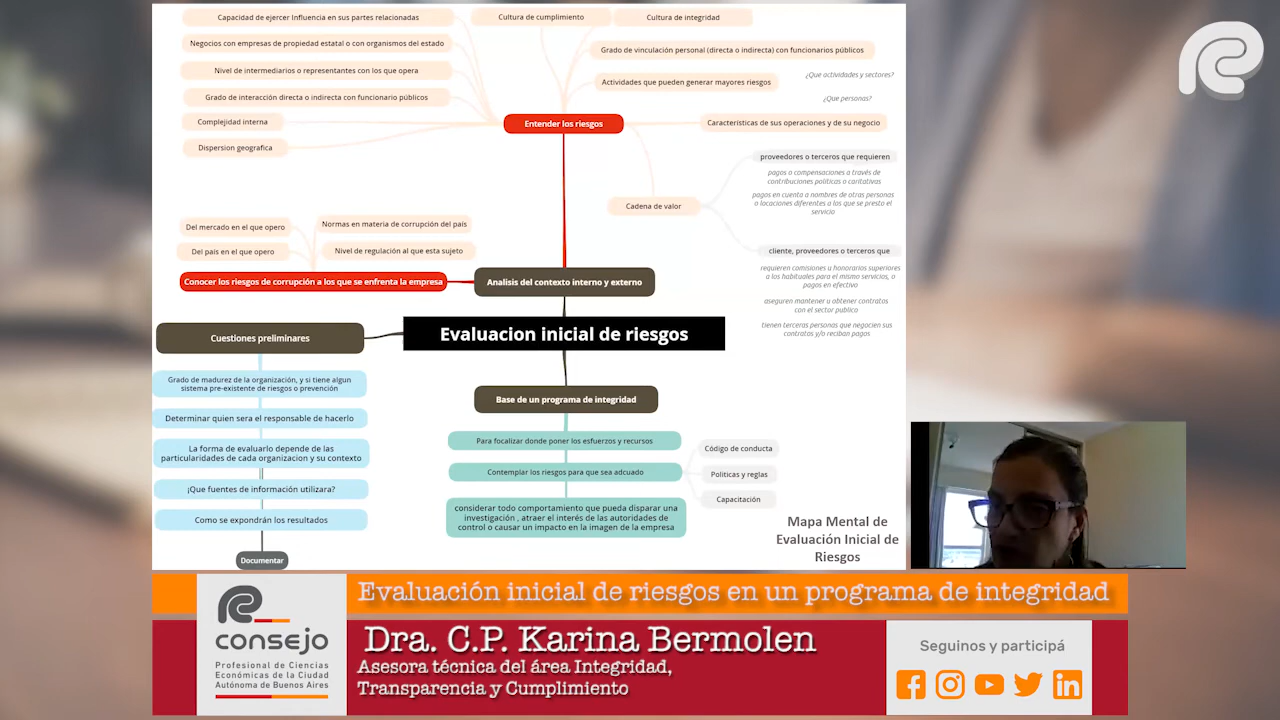 Capacidad de ejercer Influencia en sus partes relacionadas
Cultura de cumplimiento
Cultura de integridad
Negocios con empresas de propiedad estatal o con organismos del estado
Grado de vinculación personal (directa o indirecta) con funcionarios públicos
Nivel de intermediarios o representantes con los que opera
Actividades que pueden generar mayores riesgos
¿Que actividades y sectores?
¿Que personas?
Grado de interacción directa o indirecta con funcionario públicos
Complejidad interna
Entender los riesgos
Características de sus operaciones y de su negocio
Dispersion geografica
proveedores o terceros que requieren
pagos a compensaciones a través de
contribuciones políticas o caritativas
pagos en cuenta a nombres de otras personas
o locaciones diferentes a los que se presto el
servicio
Cadena de valor
Del mercado en el que opero
Normas en materia de corrupción del país
Del país en el que opero
Nivel de regulación al que esta sujeto
cliente, proveedores o terceros que
requieren comisiones u honorarios superiores
a los habituales para el mismo servicios, o
pagos en efectivo
aseguren mantener u obtener contratos
con el sector publico
tienen terceras personas que negocien sus
contratos y/o reciban pagos
Conocer los riesgos de corrupción a los que se enfrenta la empresa
Analisis del contexto interno y externo
Evaluacion inicial de riesgos
Cuestiones preliminares
Grado de madurez de la organización, y si tiene algun
sistema pre-existente de riesgos o prevención
Determinar quien sera el responsable de hacerlo
La forma de evaluarlo depende de las
particularidades de cada organizacion y su contexto
¡Que fuentes de información utilizara?
Como se expondrán los resultados
Documentar
Base de un programa de integridad
Para focalizar donde poner los esfuerzos y recursos
Contemplar los riesgos para que sea adcuado
Código de conducta
Politicas y reglas
Capacitación
considerar todo comportamiento que pueda disparar una
investigación , atraer el interés de las autoridades de
control o causar un impacto en la imagen de la empresa
Mapa Mental de
Evaluación Inicial de
Riesgos
Evaluación inicial de riesgos en un programa de integridad
consejo
Profesional de Ciencias
Económicas de la Ciudad
Autónoma de Buenos Aires
Dra. C.P. Karina Bermolen
Asesora técnica del área Integridad,
Transparencia y Cumplimiento
Seguinos y participá